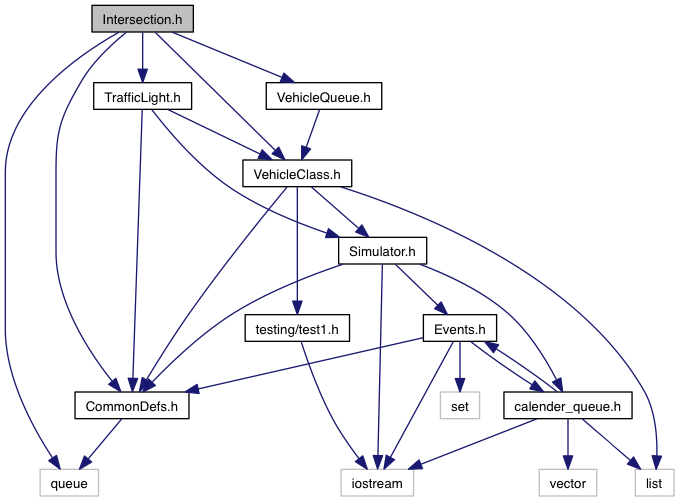 Intersection.h
TrafficLight.h
VehicleQueue.h
VehicleClass.h
Simulator.h
testing/test1.h
Events.h
CommonDefs.h
set
calender_queue.h
queue
iostream
vector
list